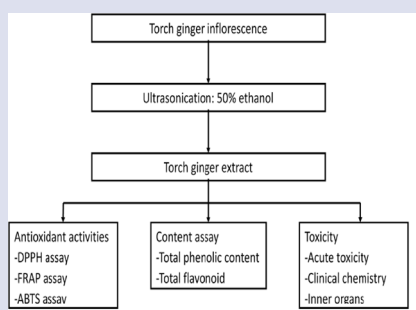 Torch ginger inflorescence
Ultrasonication: 50% ethanol
Torch ginger extract
Antioxidant activities
-DPPH assay
-FRAP assay
-ABTS assay
Content assay
-Total phenolic content
-Total flavonoid
Toxicity
-Acute toxicity
-Clinical chemistry
-Inner organs